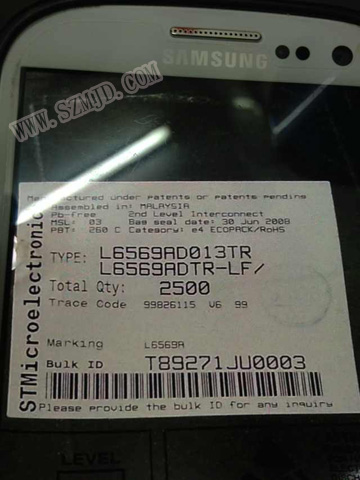 SAMSUNG
WWW.SZMJD.COM
Manufactured under patents or patents pending
Assembled in: MALAYSIA
Pb-free 2nd Level Interconnect
MSL: 03 Bag seal date: 30 Jun 2008
PBT: 260 C Category: e4 ECOPACK/RoHS
TYPE: L6569AD013TR
L6569ADTR-LF/
Total Qty: 2500
Trace Code 99826115 V6 99
Marking L6569A
Bulk ID T89271JU0003
Please provide the bulk ID for any inquiry
STMicroelectronics
LEVEL